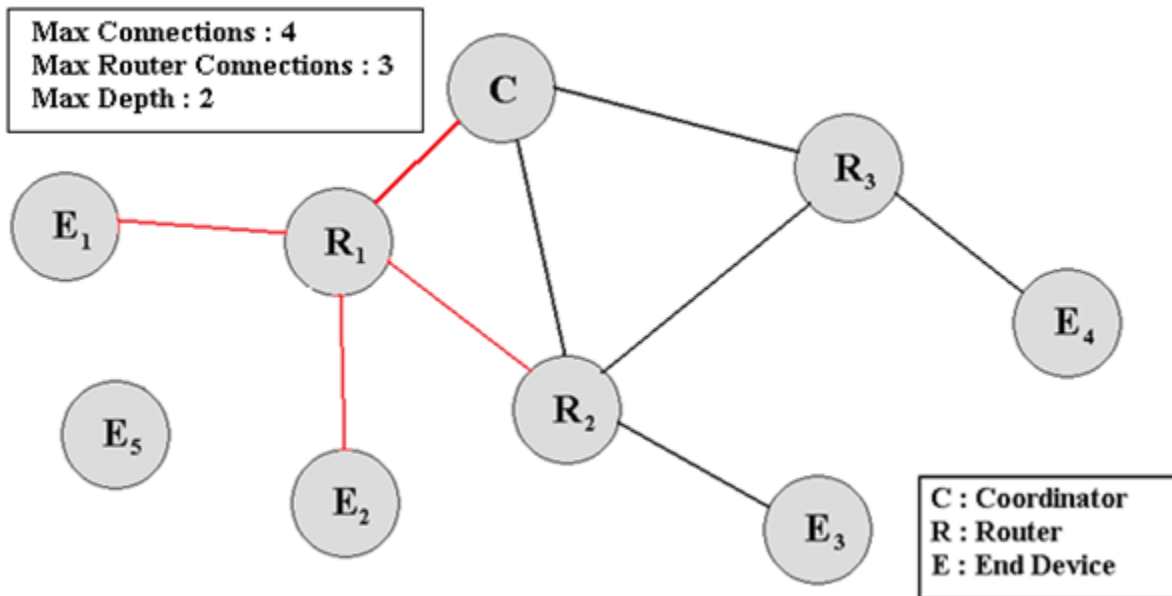 Max Connections : 4
Max Router Connections : 3
Max Depth : 2
C
R₃
E₁
R₁
E₄
R₂
E₅
E₂
E₃
C : Coordinator
R : Router
E : End Device